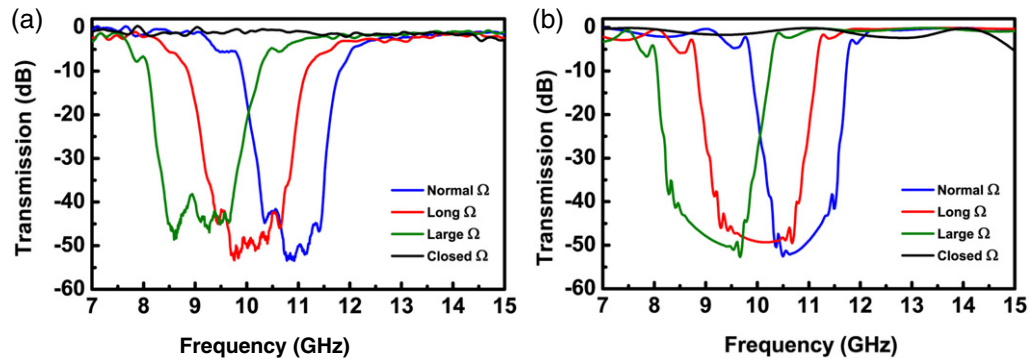 (a)
Transmission (dB)
0
-10
-20
-30
-40
-50
-60
Normal Ω
Long Ω
Large Ω
Closed Ω
7 8 9 10 11 12 13 14 15
Frequency (GHz)
(b)
Transmission (dB)
0
-10
-20
-30
-40
-50
-60
Normal Ω
Long Ω
Large Ω
Closed Ω
7 8 9 10 11 12 13 14 15
Frequency (GHz)